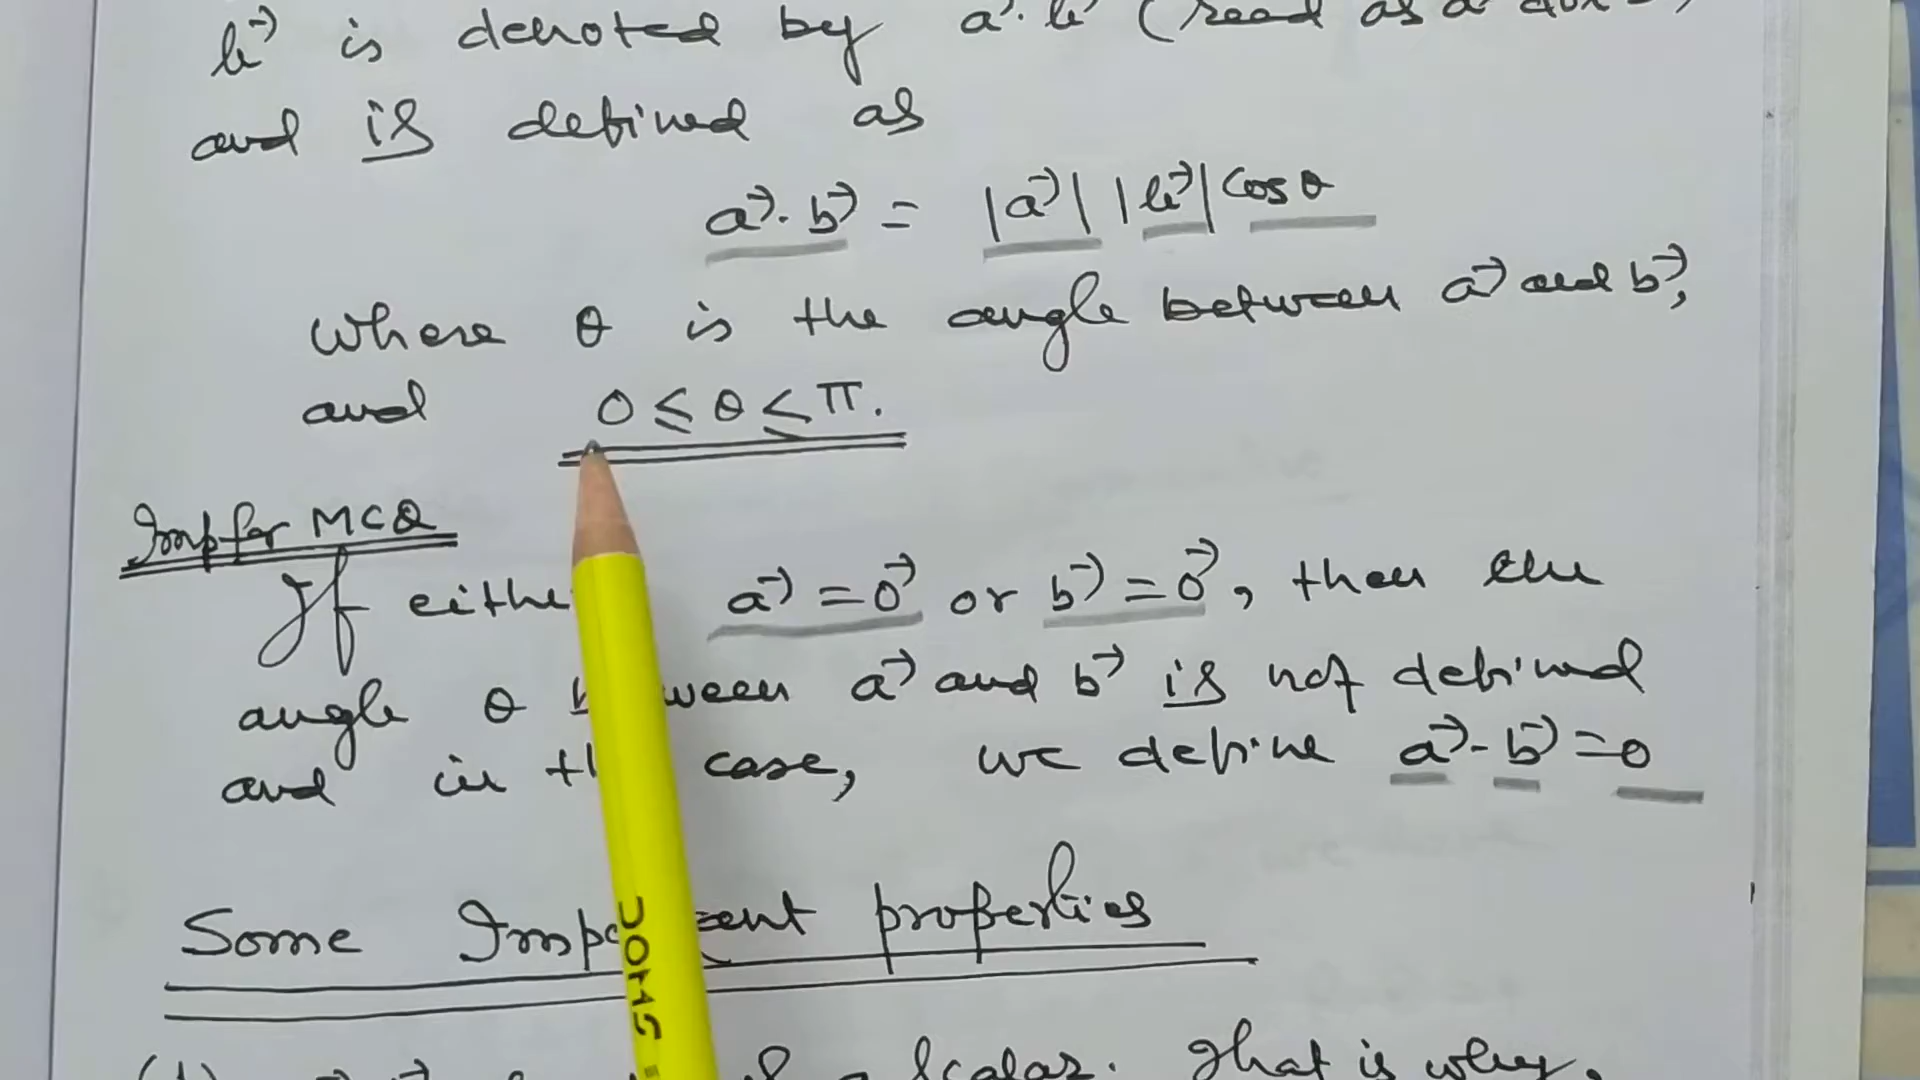 b⃗ is denoted by a⃗ . b⃗ (read as a⃗ dot
and is defined as
a⃗ . b⃗ = |a⃗| |b⃗| cos θ
where θ is the angle between a⃗ and b⃗,
and 0 ≤ θ ≤ π.
Imp for MCQ
If either a⃗ = 0⃗ or b⃗ = 0⃗, then the
angle θ between a⃗ and b⃗ is not defined
and in th case, we define a⃗ . b⃗ = 0
Some Important properties
scalar. That is why,
DOMS